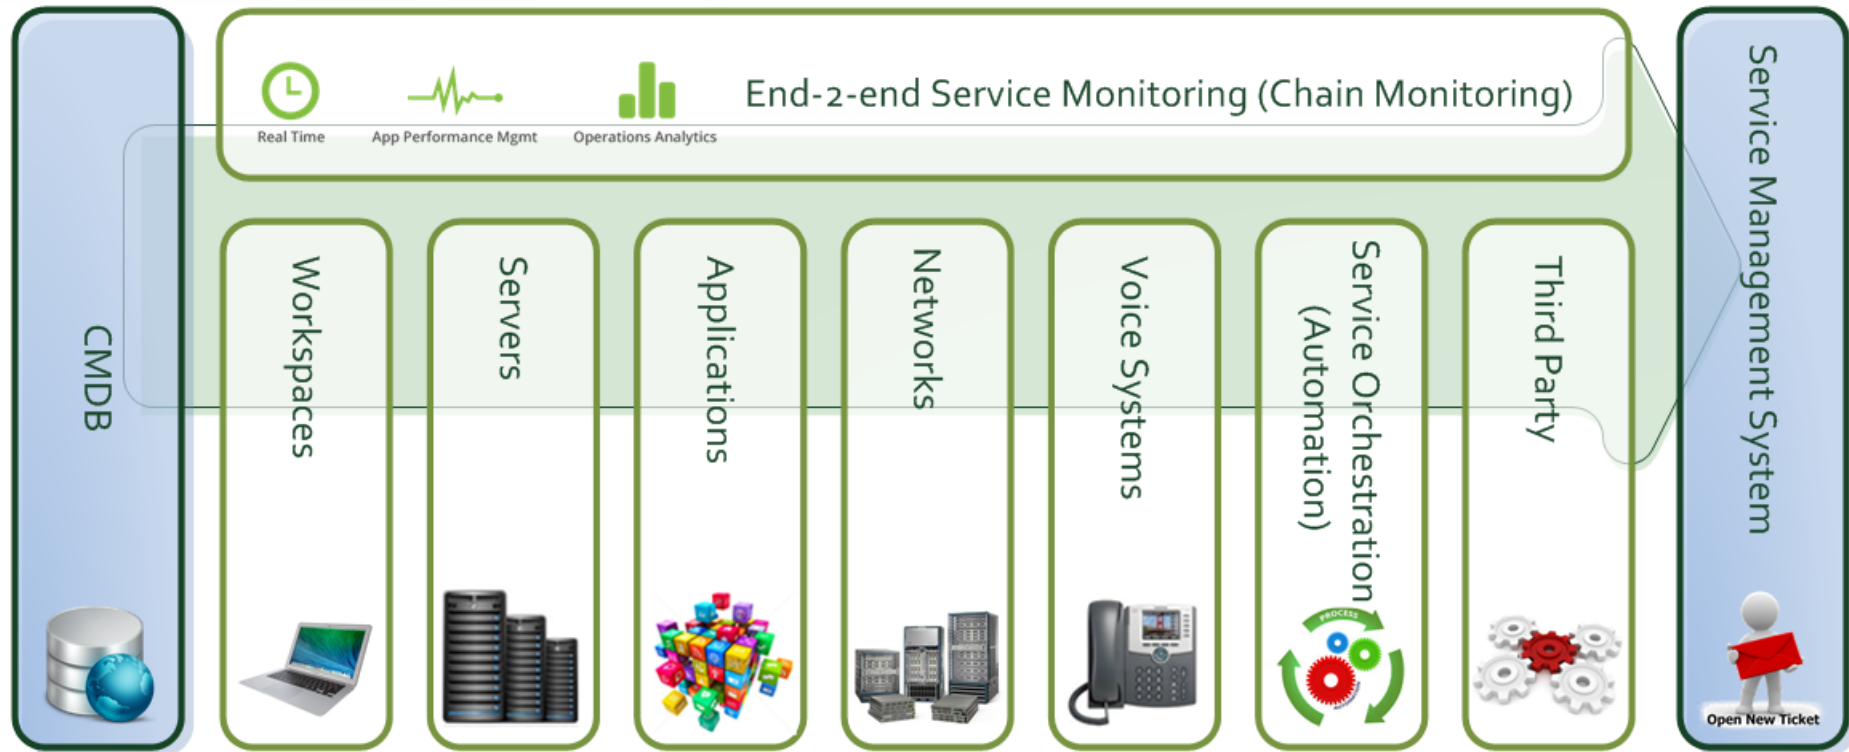 End-2-end Service Monitoring (Chain Monitoring)
Real Time
App Performance Mgmt
Operations Analytics
CMDB
Workspaces
Servers
Applications
Networks
Voice Systems
Service Orchestration
(Automation)
PROCESS
Third Party
Service Management System
Open New Ticket